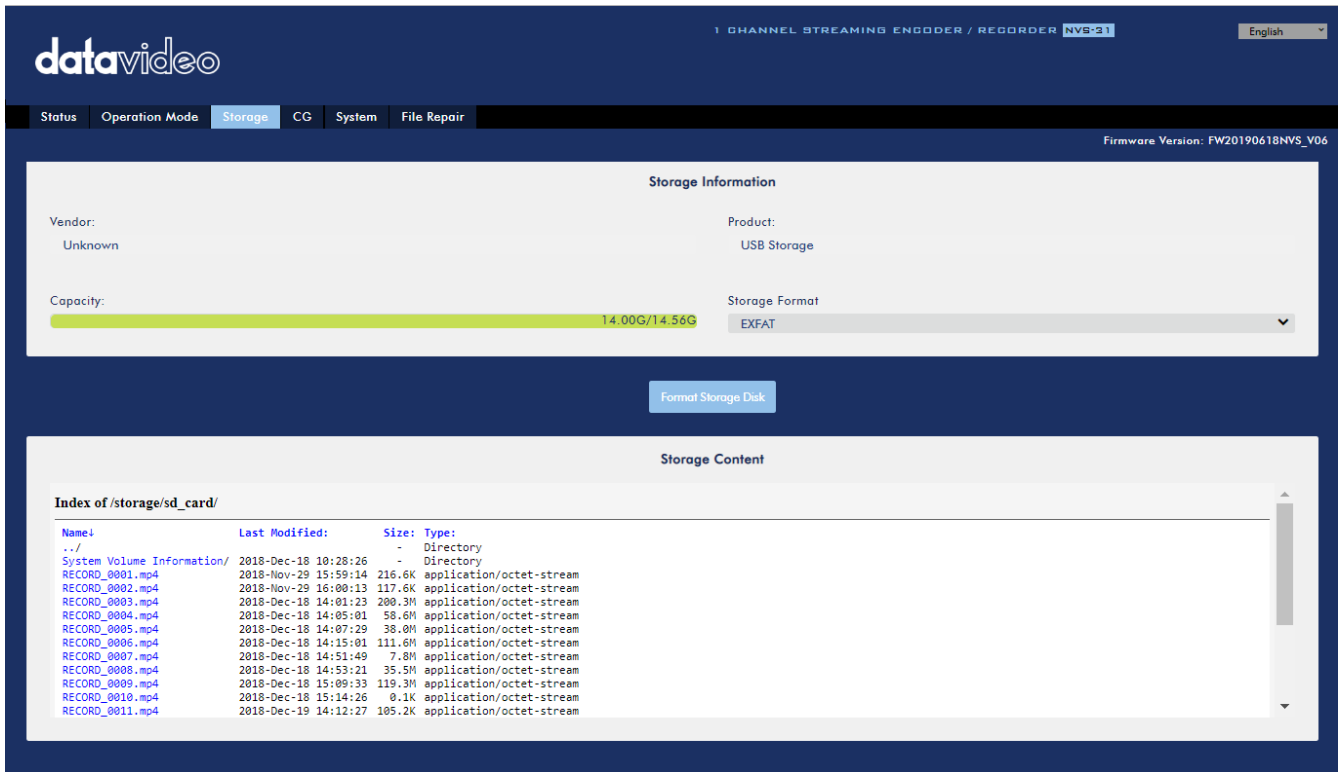 1 CHANNEL STREAMING ENCODER / RECORDER NVS-31
English
datavideo
Status Operation Mode Storage CG System File Repair
Firmware Version: FW20190618NVS_V06
Storage Information
Vendor: Product:
Unknown USB Storage
Capacity: Storage Format
14.00G/14.56G EXFAT
Format Storage Disk
Storage Content
Index of /storage/sd_card/
Name↓ Last Modified: Size: Type:
../ - Directory
System Volume Information/ 2018-Dec-18 10:28:26 - Directory
RECORD_0001.mp4 2018-Nov-29 15:59:14 216.6K application/octet-stream
RECORD_0002.mp4 2018-Nov-29 16:00:13 117.6K application/octet-stream
RECORD_0003.mp4 2018-Dec-18 14:01:23 200.3M application/octet-stream
RECORD_0004.mp4 2018-Dec-18 14:05:01 58.6M application/octet-stream
RECORD_0005.mp4 2018-Dec-18 14:07:29 38.0M application/octet-stream
RECORD_0006.mp4 2018-Dec-18 14:15:01 111.6M application/octet-stream
RECORD_0007.mp4 2018-Dec-18 14:51:49 7.8M application/octet-stream
RECORD_0008.mp4 2018-Dec-18 14:53:21 35.5M application/octet-stream
RECORD_0009.mp4 2018-Dec-18 15:09:33 119.3M application/octet-stream
RECORD_0010.mp4 2018-Dec-18 15:14:26 0.1K application/octet-stream
RECORD_0011.mp4 2018-Dec-19 14:12:27 105.2K application/octet-stream